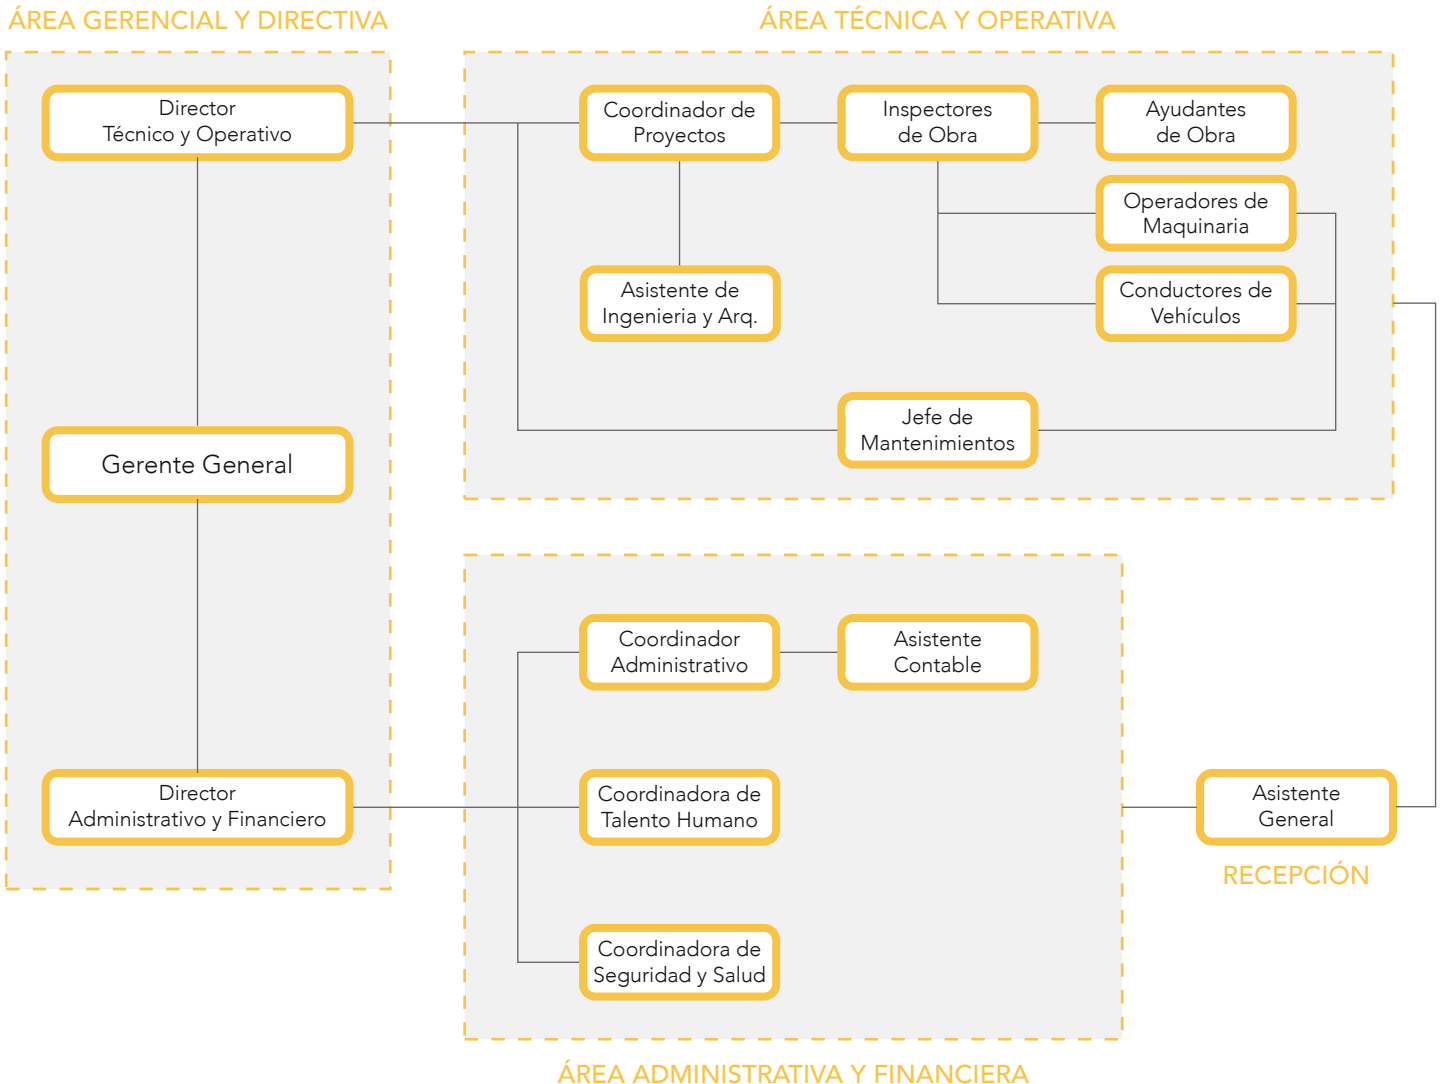 ÁREA GERENCIAL Y DIRECTIVA
Director
Técnico y Operativo
Gerente General
Director
Administrativo y Financiero
ÁREA TÉCNICA Y OPERATIVA
Coordinador de
Proyectos
Inspectores
de Obra
Ayudantes
de Obra
Operadores de
Maquinaria
Asistente de
Ingenieria y Arq.
Conductores de
Vehículos
Jefe de
Mantenimientos
Coordinador
Administrativo
Asistente
Contable
Coordinadora de
Talento Humano
Coordinadora de
Seguridad y Salud
ÁREA ADMINISTRATIVA Y FINANCIERA
Asistente
General
RECEPCIÓN